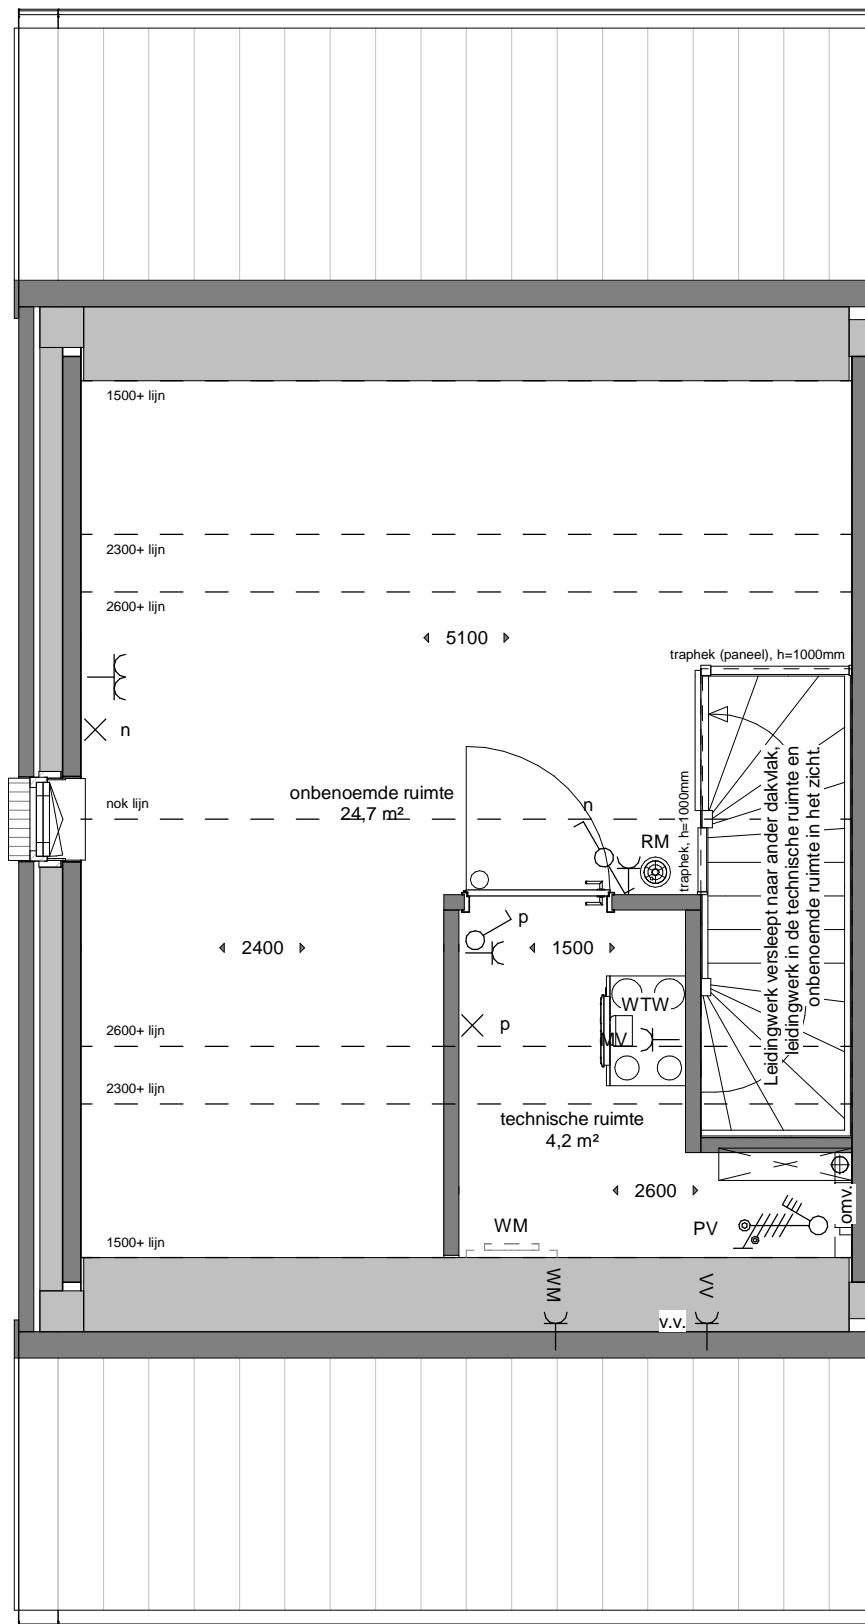 1500+ lijn
2300+ lijn
2600+ lijn
5100
traphek (paneel), h=1000mm
n
nok lijn
onbenoemde ruimte
24,7 m²
n
RM
traphek, h=1000mm
Leidingwerk versleept naar ander dakvlak,
leidingwerk in de technische ruimte en
onbenoemde ruimte in het zicht.
p
2400
1500
WTW
p
MV
2600+ lijn
2300+ lijn
technische ruimte
4,2 m²
2600
omv.
WM
PV
1500+ lijn
WM
VV
v.v.